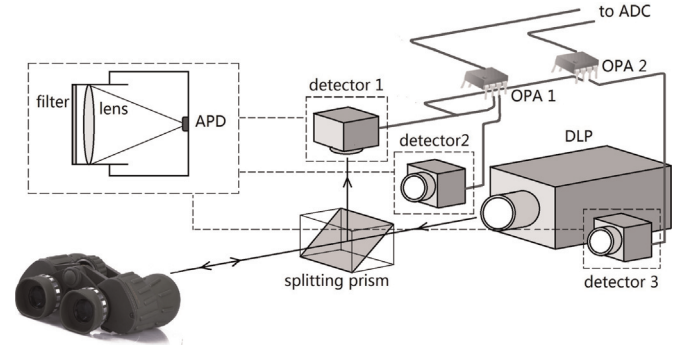 to ADC
OPA 2
OPA 1
detector 1
filter
lens
APD
detector2
DLP
splitting prism
detector 3